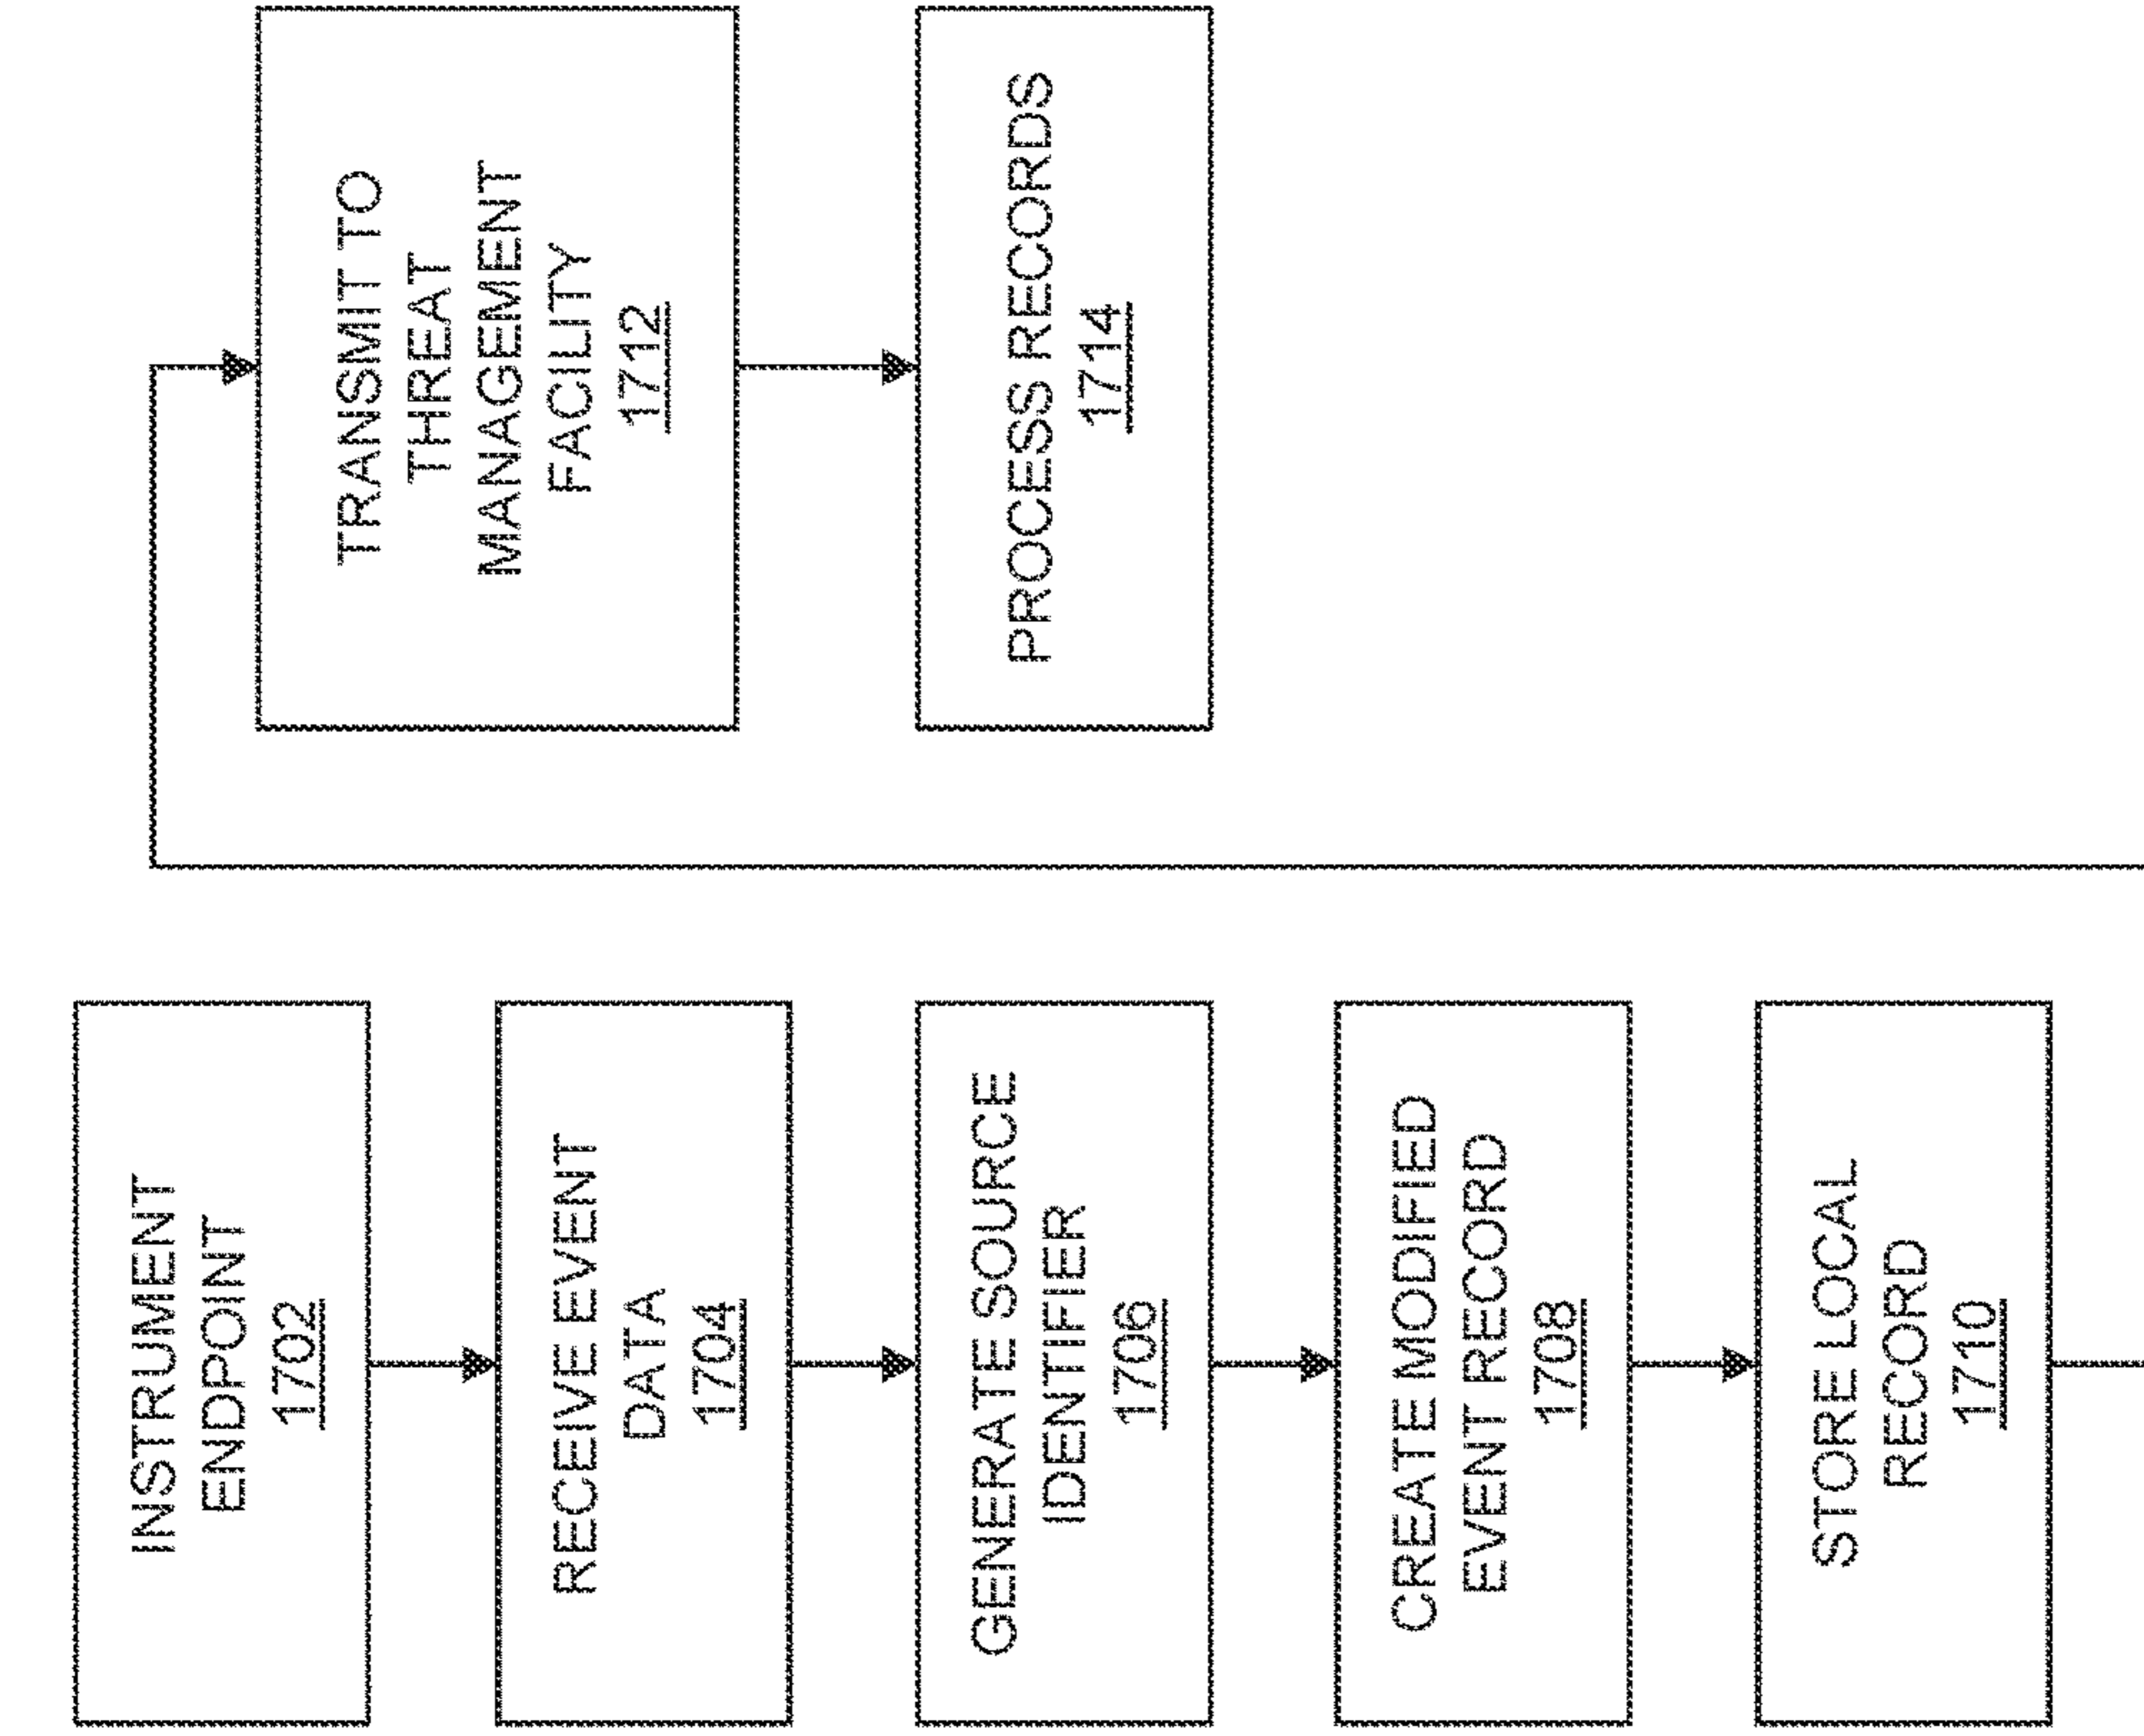 INSTRUMENT
ENDPOINT
1702
RECEIVE EVENT
DATA
1704
GENERATE SOURCE
IDENTIFIER
1706
CREATE MODIFIED
EVENT RECORD
1708
STORE LOCAL
RECORD
1710
TRANSMIT TO
THREAT
MANAGEMENT
FACILITY
1712
PROCESS RECORDS
1714